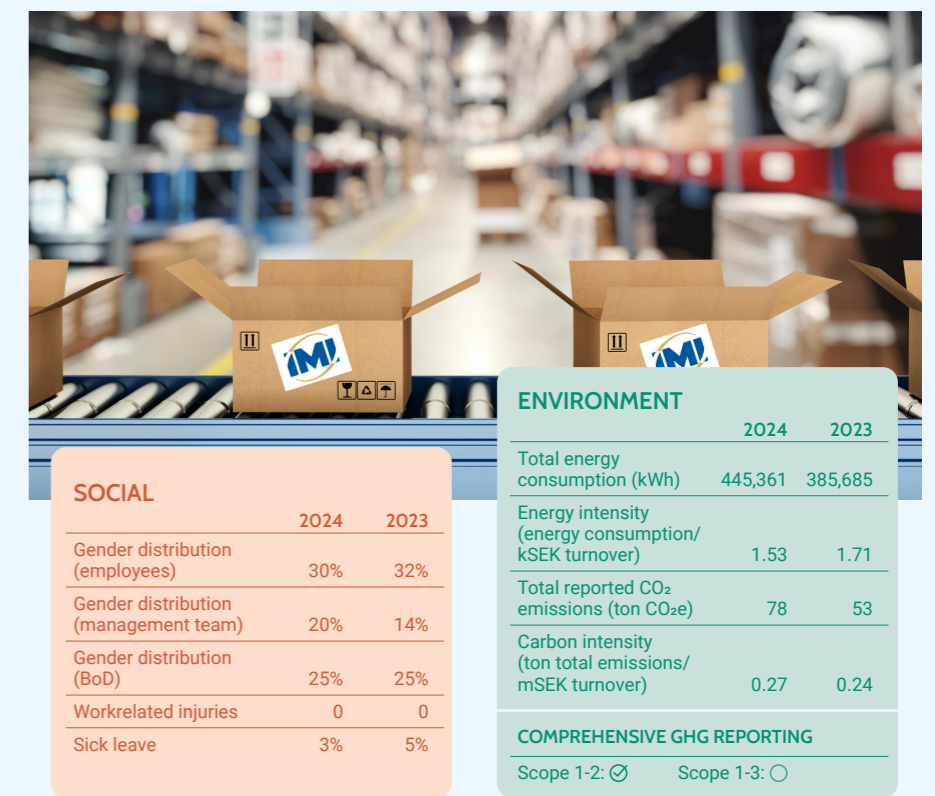 IMI
IMI
SOCIAL
2024 2023
Gender distribution
(employees) 30% 32%
Gender distribution
(management team) 20% 14%
Gender distribution
(BoD) 25% 25%
Workrelated injuries 0 0
Sick leave 3% 5%
ENVIRONMENT
2024 2023
Total energy
consumption (kWh) 445,361 385,685
Energy intensity
(energy consumption/
kSEK turnover) 1.53 1.71
Total reported CO₂
emissions (ton CO₂e) 78 53
Carbon intensity
(ton total emissions/
mSEK turnover) 0.27 0.24
COMPREHENSIVE GHG REPORTING
Scope 1-2: Scope 1-3: